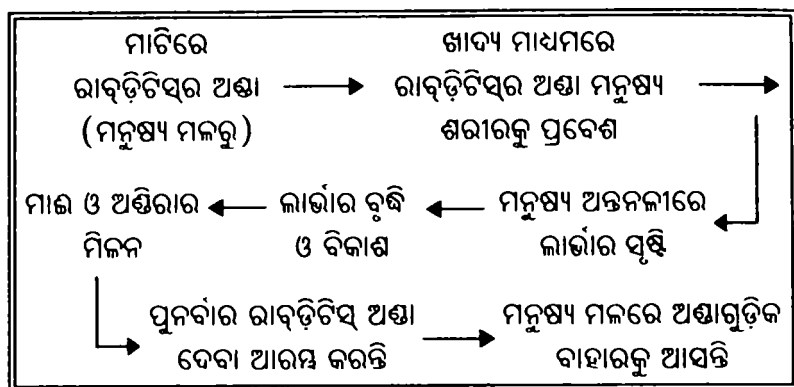 ମାଟିରେ
ରାବ୍‌ଡ଼ିଟିସ୍‌ର ଅଣ୍ଡା
(ମନୁଷ୍ୟ ମଳରୁ)
ଖାଦ୍ୟ ମାଧ୍ୟମରେ
ରାବ୍‌ଡ଼ିଟିସ୍‌ର ଅଣ୍ଡା ମନୁଷ୍ୟ
ଶରୀରକୁ ପ୍ରବେଶ
ମନୁଷ୍ୟ ଅନ୍ତନଳୀରେ
ଲାର୍ଭାର ସୃଷ୍ଟି
ଲାର୍ଭାର ବୃଦ୍ଧି
ଓ ବିକାଶ
ମାଈ ଓ ଅଣ୍ଡିରାର
ମିଳନ
ପୁନର୍ବାର ରାବ୍‌ଡ଼ିଟିସ୍ ଅଣ୍ଡା
ଦେବା ଆରମ୍ଭ କରନ୍ତି
ମନୁଷ୍ୟ ମଳରେ ଅଣ୍ଡାଗୁଡ଼ିକ
ବାହାରକୁ ଆସନ୍ତି